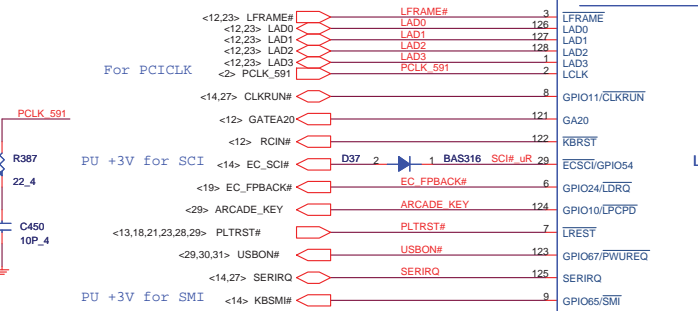 <12,23> LFRAME# LFRAME# 3 LFRAME
<12,23> LAD0 LAD0 126 LAD0
<12,23> LAD1 LAD1 127 LAD1
<12,23> LAD2 LAD2 128 LAD2
<12,23> LAD3 LAD3 1 LAD3
For PCICLK <2> PCLK_591 PCLK_591 2 LCLK
<14,27> CLKRUN# 8 GPIO11/CLKRUN
PCLK_591 <12> GATEA20 121 GA20
<12> RCIN# 122 KBRST
R387 PU +3V for SCI <14> EC_SCI# D37 2 1 BAS316 SCI#_uR 29 ECSCI/GPIO54
22_4 <19> EC_FPBACK# EC_FPBACK# 6 GPIO24/LDRQ
<29> ARCADE_KEY ARCADE_KEY 124 GPIO10/LPCPD
C450 <13,18,21,23,28,29> PLTRST# PLTRST# 7 LREST
10P_4
<29,30,31> USBON# USBON# 123 GPIO67/PWUREQ
<14,27> SERIRQ SERIRQ 125 SERIRQ
PU +3V for SMI <14> KBSMI# 9 GPIO65/SMI